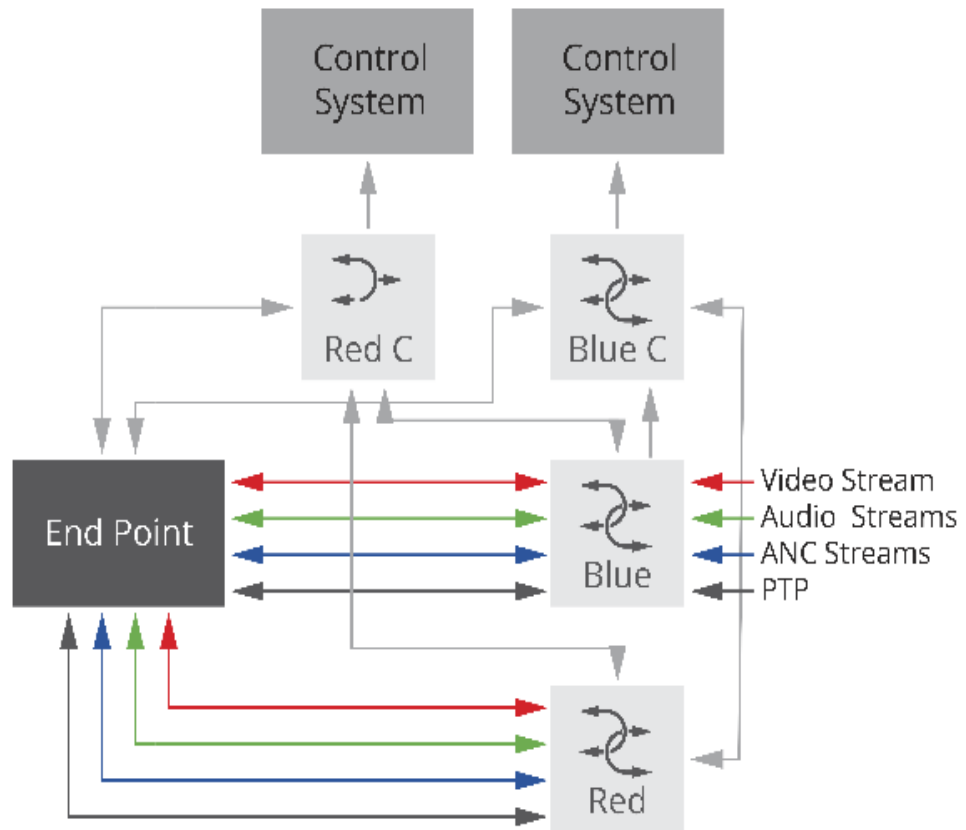 Control
System
Control
System
Red C
Blue C
End Point
Blue
Video Stream
Audio Streams
ANC Streams
PTP
Red